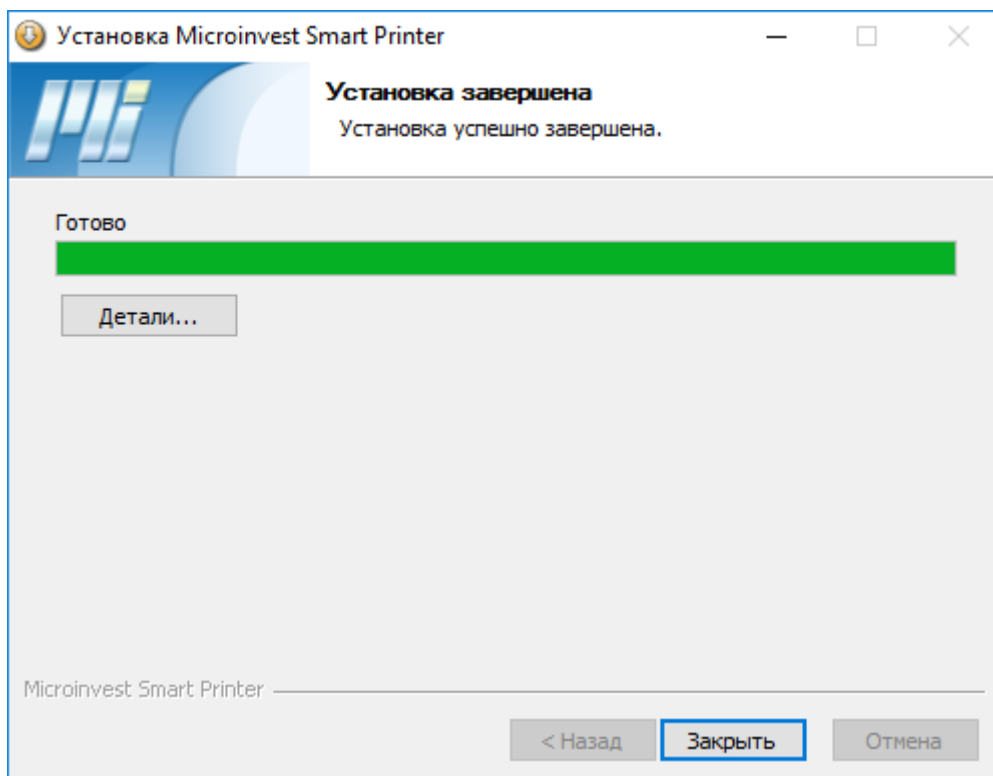 Установка Microinvest Smart Printer
Установка завершена
Установка успешно завершена.
Готово
Детали...
Microinvest Smart Printer
< Назад
Закрыть
Отмена